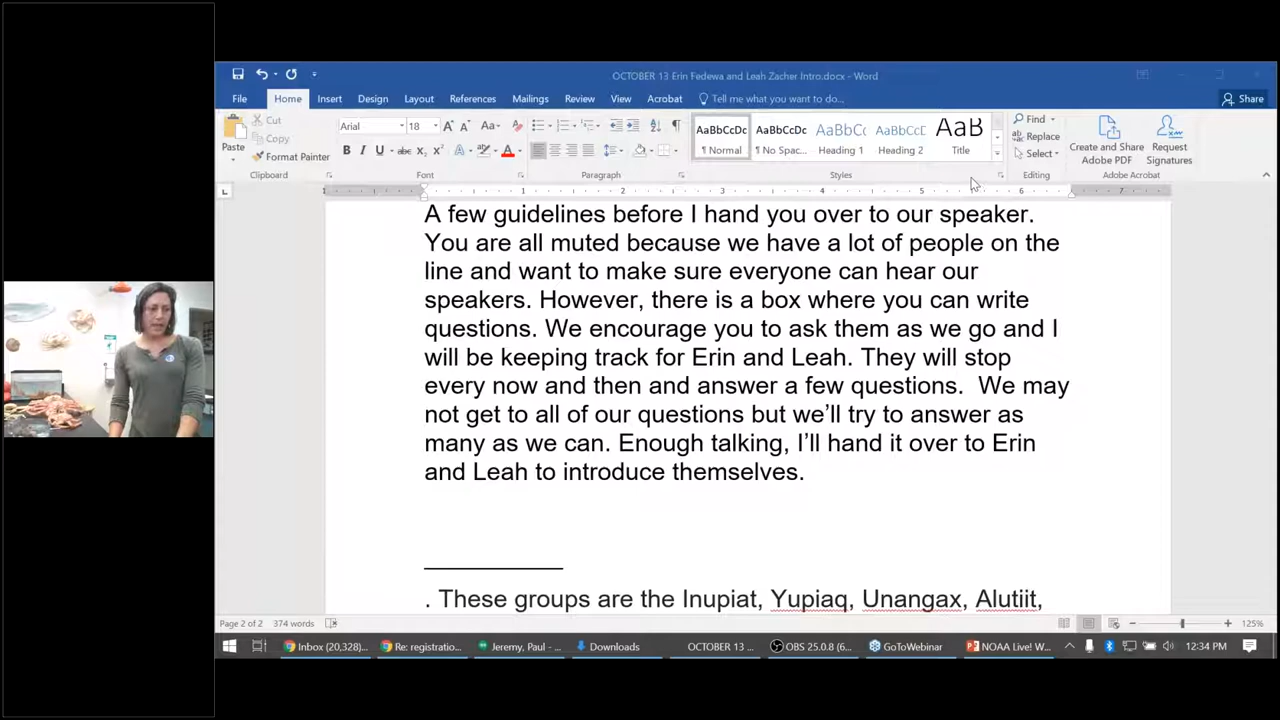 OCTOBER 13 Erin Fedewa and Leah Zacher Intro.docx - Word
File Home Insert Design Layout References Mailings Review View Acrobat Tell me what you want to do... Share
Paste
Cut
Copy
Format Painter
Clipboard
Arial 18
Font
Paragraph
AaBbCcDc AaBbCcDc AaBbCc AaBbCcD AaB
¶ Normal ¶ No Spac... Heading 1 Heading 2 Title
Styles
Find
Replace
Select
Editing
Create and Share
Adobe PDF
Request
Signatures
Adobe Acrobat
1 1 2 3 4 5 6 7
A few guidelines before I hand you over to our speaker.
You are all muted because we have a lot of people on the
line and want to make sure everyone can hear our
speakers. However, there is a box where you can write
questions. We encourage you to ask them as we go and I
will be keeping track for Erin and Leah. They will stop
every now and then and answer a few questions.  We may
not get to all of our questions but we’ll try to answer as
many as we can. Enough talking, I’ll hand it over to Erin
and Leah to introduce themselves.
. These groups are the Inupiat, Yupiaq, Unangax, Alutiit,
Page 2 of 2 374 words 125%
Inbox (20,328)... Re: registratio... Jeremy, Paul - ... Downloads OCTOBER 13 ... OBS 25.0.8 (6... GoToWebinar NOAA Live! W... 12:34 PM